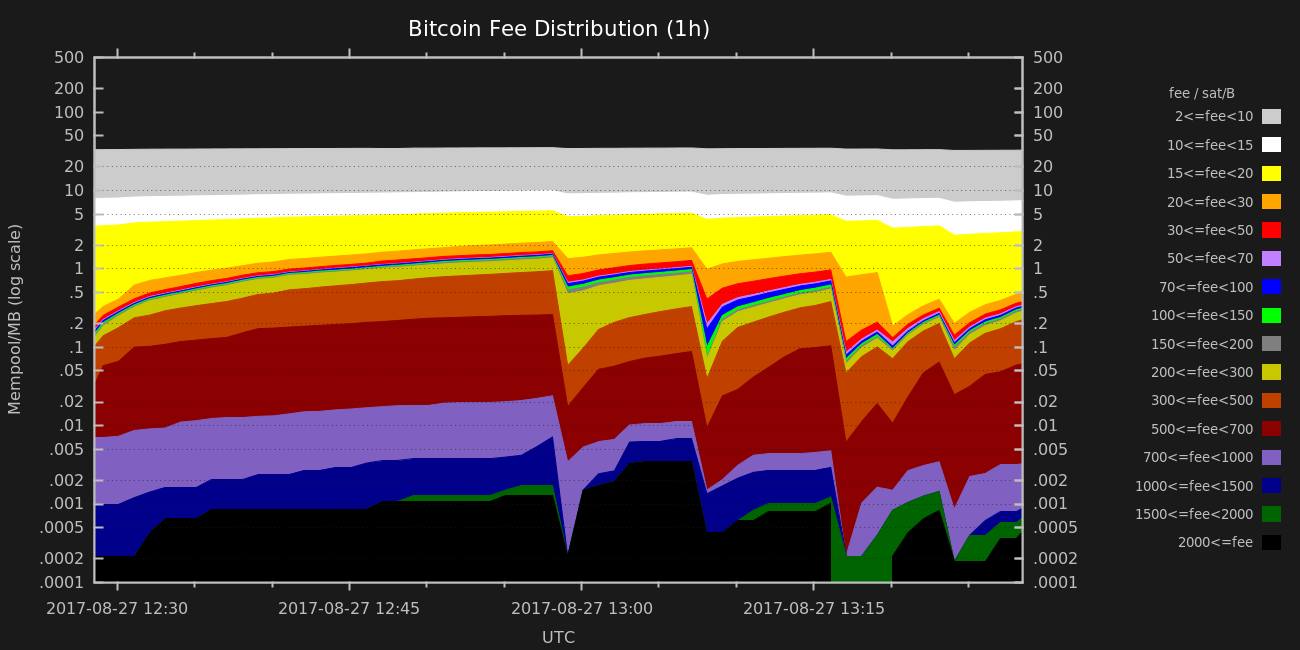 Bitcoin Fee Distribution (1h)
Mempool/MB (log scale)
500
200
100
50
20
10
5
2
1
.5
.2
.1
.05
.02
.01
.005
.002
.001
.0005
.0002
.0001
500
200
100
50
20
10
5
2
1
.5
.2
.1
.05
.02
.01
.005
.002
.001
.0005
.0002
.0001
2017-08-27 12:30 2017-08-27 12:45 2017-08-27 13:00 2017-08-27 13:15
UTC
fee / sat/B
2<=fee<10
10<=fee<15
15<=fee<20
20<=fee<30
30<=fee<50
50<=fee<70
70<=fee<100
100<=fee<150
150<=fee<200
200<=fee<300
300<=fee<500
500<=fee<700
700<=fee<1000
1000<=fee<1500
1500<=fee<2000
2000<=fee